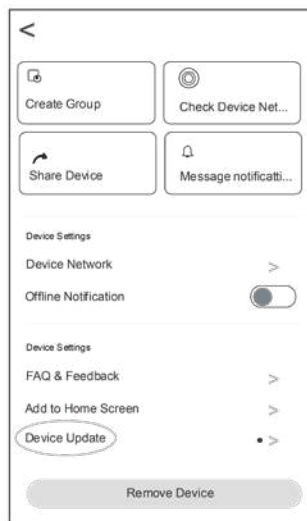 <
Create Group
Check Device Net...
Share Device
Message notificatti...
Device Settings
Device Network >
Offline Notification
Device Settings
FAQ & Feedback >
Add to Home Screen >
Device Update • >
Remove Device